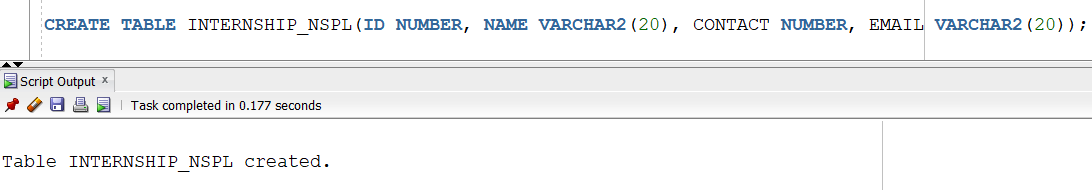 CREATE TABLE INTERNSHIP_NSPL(ID NUMBER, NAME VARCHAR2(20), CONTACT NUMBER, EMAIL VARCHAR2(20));
Script Output x
Task completed in 0.177 seconds
Table INTERNSHIP_NSPL created.